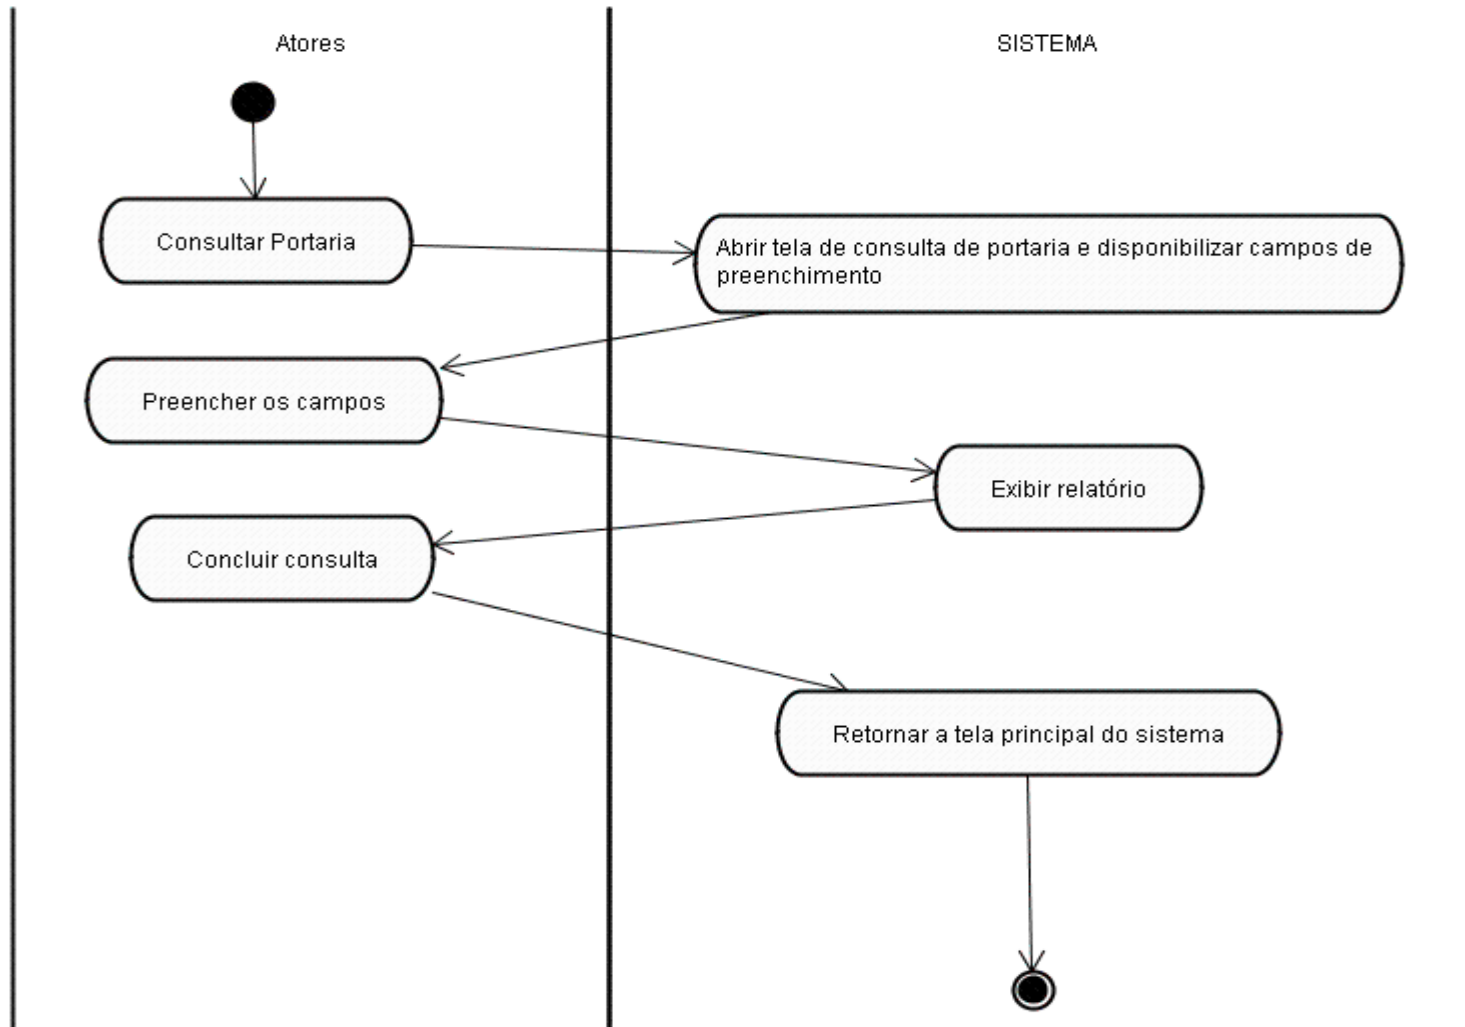 Atores
SISTEMA
Consultar Portaria
Abrir tela de consulta de portaria e disponibilizar campos de
preenchimento
Preencher os campos
Exibir relatório
Concluir consulta
Retornar a tela principal do sistema